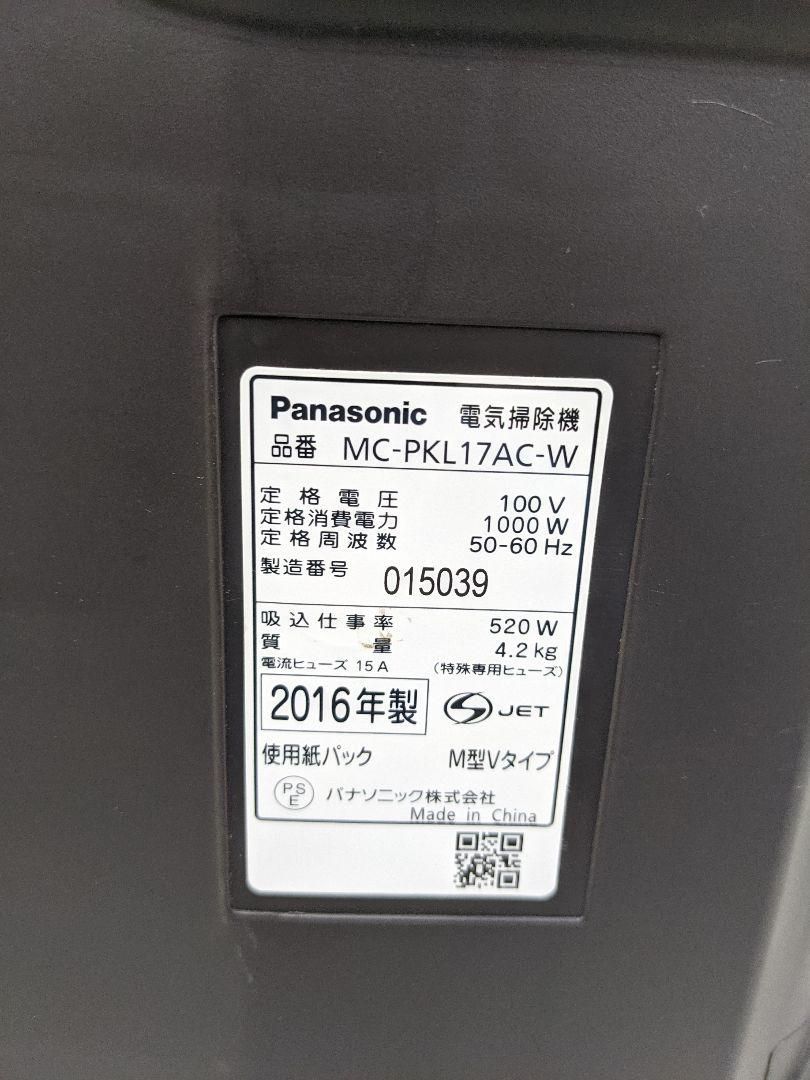 Panasonic 電気掃除機
品番 MC-PKL17AC-W
定格電圧 100 V
定格消費電力 1000 W
定格周波数 50-60 Hz
製造番号 015039
吸込仕事率 520 W
質量 4.2 kg
電流ヒューズ 15 A (特殊専用ヒューズ)
2016年製 S JET
使用紙パック M型Vタイプ
PS E パナソニック株式会社
Made in China